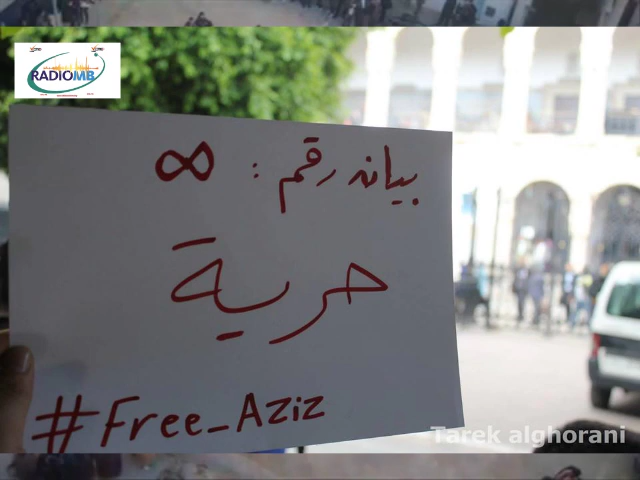 RADIOMB
بيان رقم : ∞
حرية
#Free_Aziz
Tarek alghorani